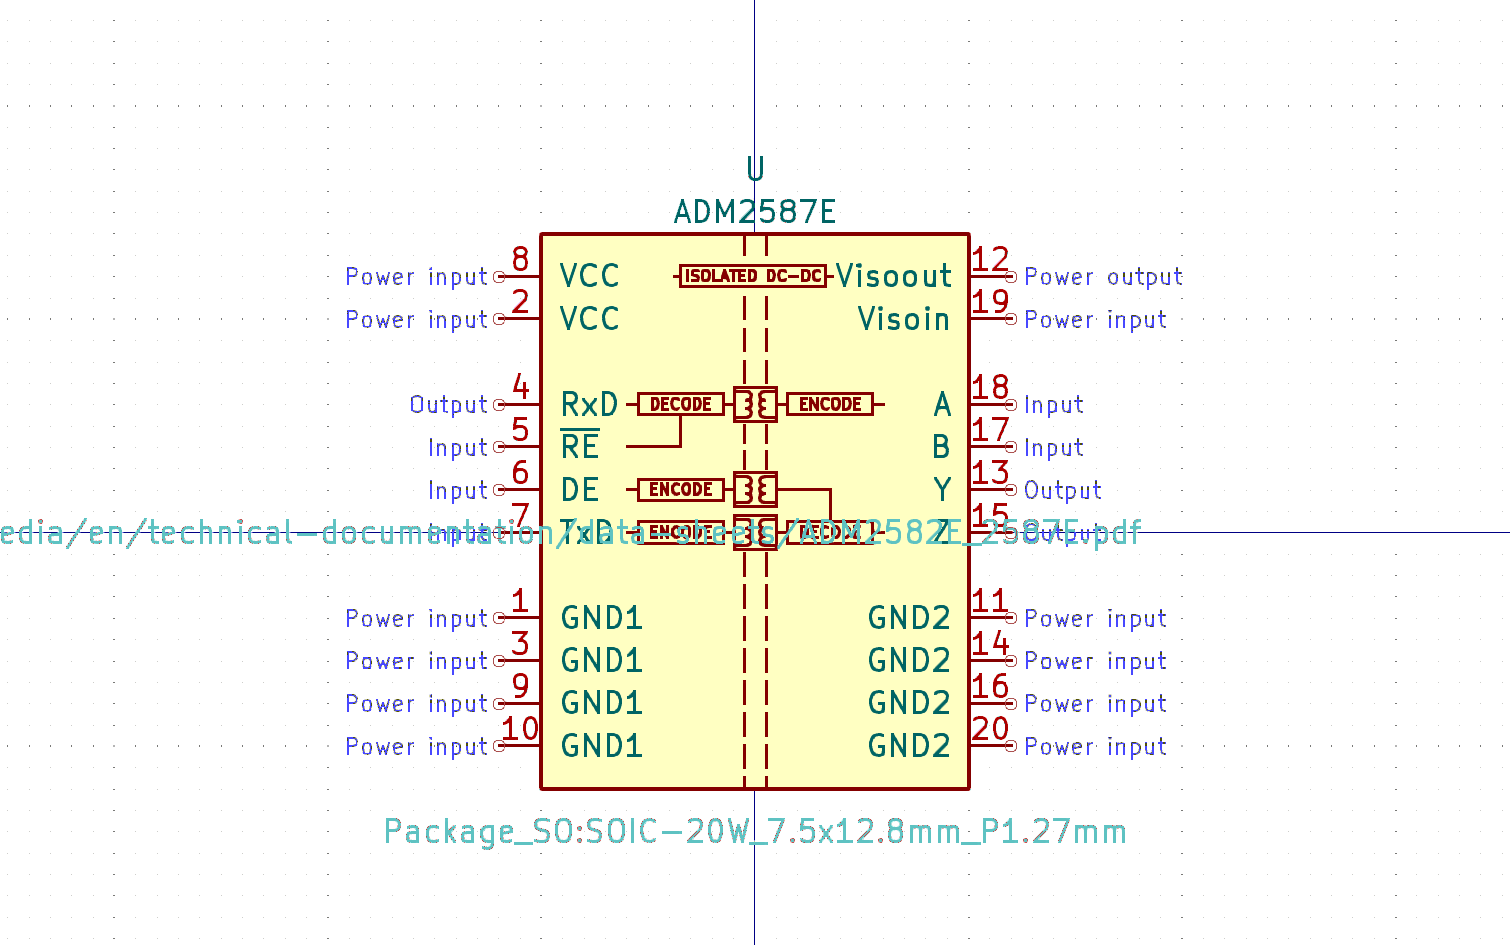 U
ADM2587E
Power input 8 VCC ISOLATED DC-DC Visoout 12 Power output
Power input 2 VCC Visoin 19 Power input
Output 4 RxD DECODE ENCODE A 18 Input
Input 5 RE B 17 Input
Input 6 DE ENCODE Y 13 Output
Input 7 TxD ENCODE DECODE Z 15 Output
edia/en/technical-documentation/data-sheets/ADM2582E_2587E.pdf
Power input 1 GND1 GND2 11 Power input
Power input 3 GND1 GND2 14 Power input
Power input 9 GND1 GND2 16 Power input
Power input 10 GND1 GND2 20 Power input
Package_SO:SOIC-20W_7.5x12.8mm_P1.27mm